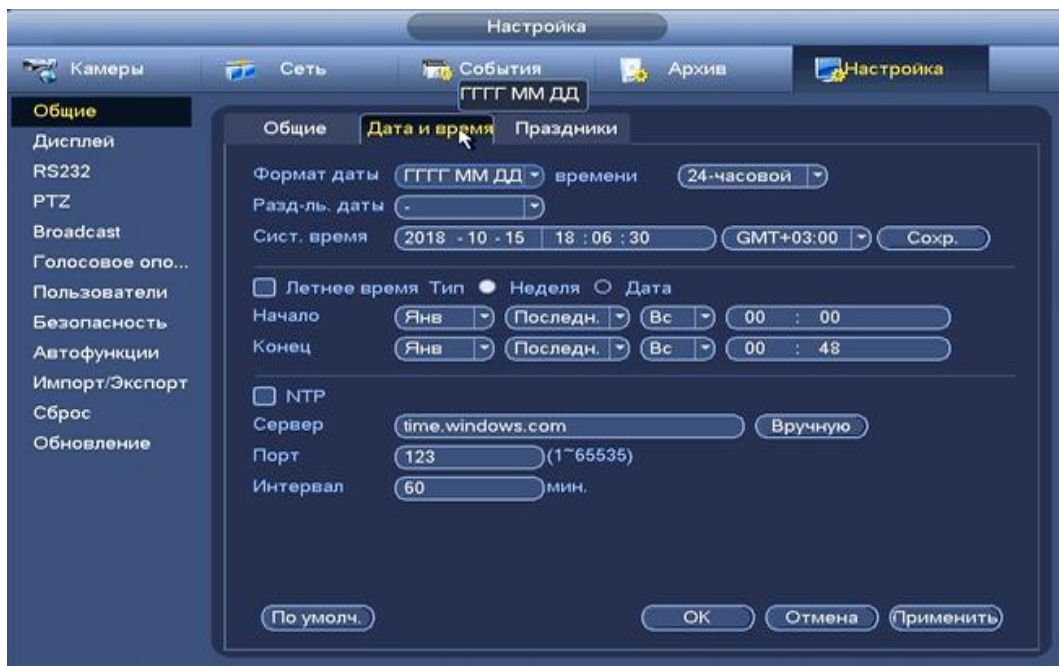 Настройка
Камеры Сеть События Архив Настройка
ГГГГ ММ ДД
Общие
Дисплей
RS232
PTZ
Broadcast
Голосовое опо...
Пользователи
Безопасность
Автофункции
Импорт/Экспорт
Сброс
Обновление
Общие Дата и время Праздники
Формат даты ГГГГ ММ ДД времени 24-часовой
Разд-ль. даты -
Сист. время 2018 - 10 - 15 18 : 06 : 30 GMT+03:00 Сохр.
Летнее время Тип Неделя Дата
Начало Янв Последн. Вс 00 : 00
Конец Янв Последн. Вс 00 : 48
NTP
Сервер time.windows.com Вручную
Порт 123 (1~65535)
Интервал 60 мин.
По умолч. OK Отмена Применить